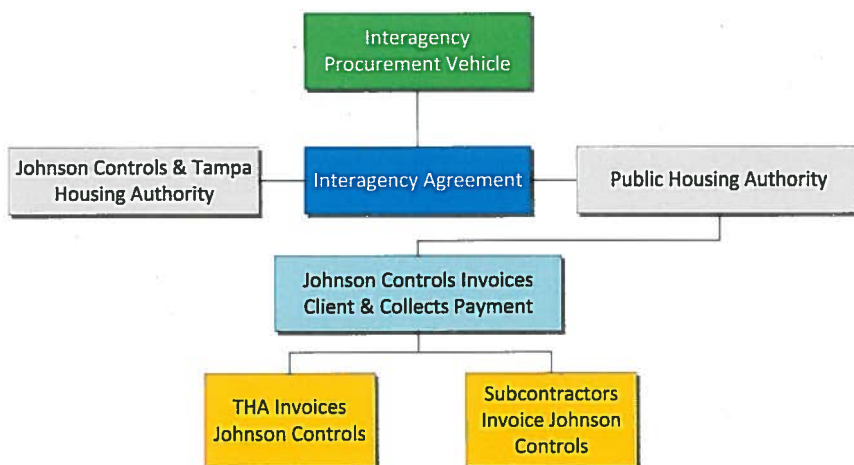 Interagency
Procurement Vehicle
Johnson Controls & Tampa
Housing Authority
Interagency Agreement
Public Housing Authority
Johnson Controls Invoices
Client & Collects Payment
THA Invoices
Johnson Controls
Subcontractors
Invoice Johnson
Controls